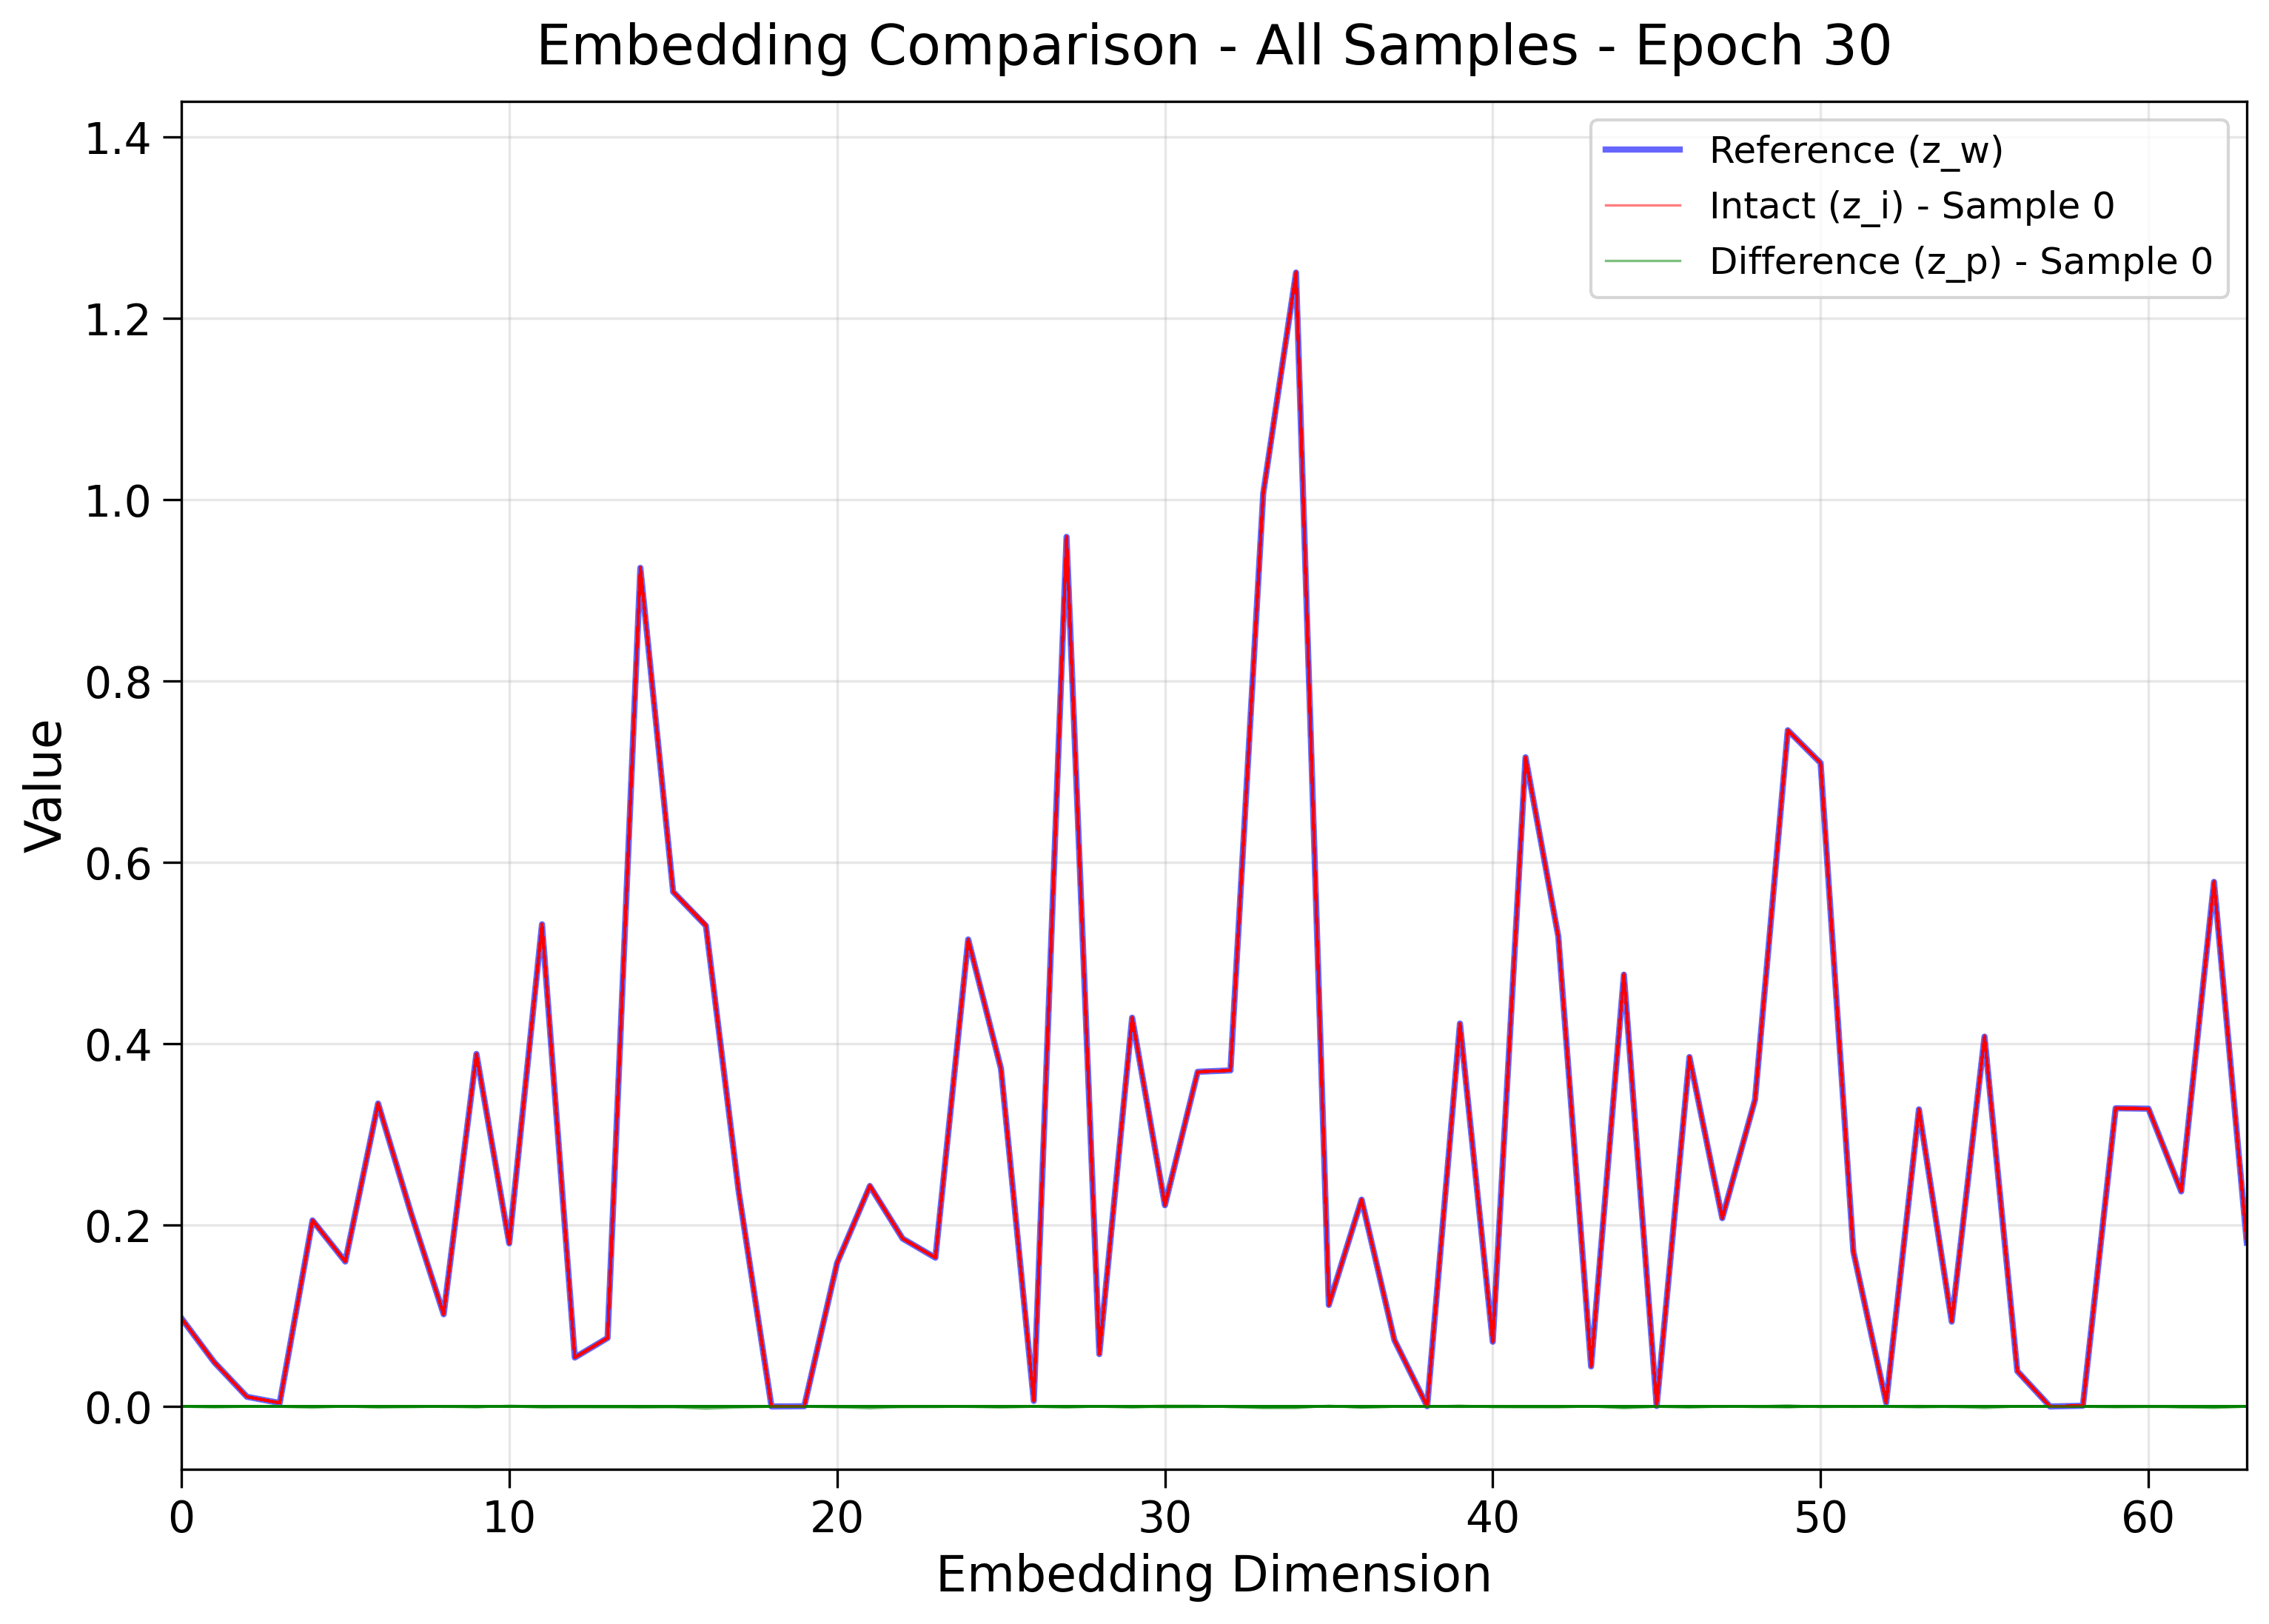 Embedding Comparison - All Samples - Epoch 30
Reference (z_w)
Intact (z_i) - Sample 0
Difference (z_p) - Sample 0
1.4
1.2
1.0
0.8
0.6
0.4
0.2
0.0
Value
0 10 20 30 40 50 60
Embedding Dimension